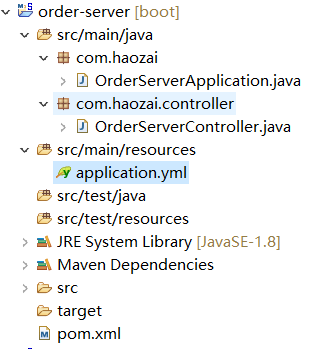 order-server [boot]
src/main/java
com.haozai
OrderServerApplication.java
com.haozai.controller
OrderServerController.java
src/main/resources
application.yml
src/test/java
src/test/resources
JRE System Library [JavaSE-1.8]
Maven Dependencies
src
target
pom.xml